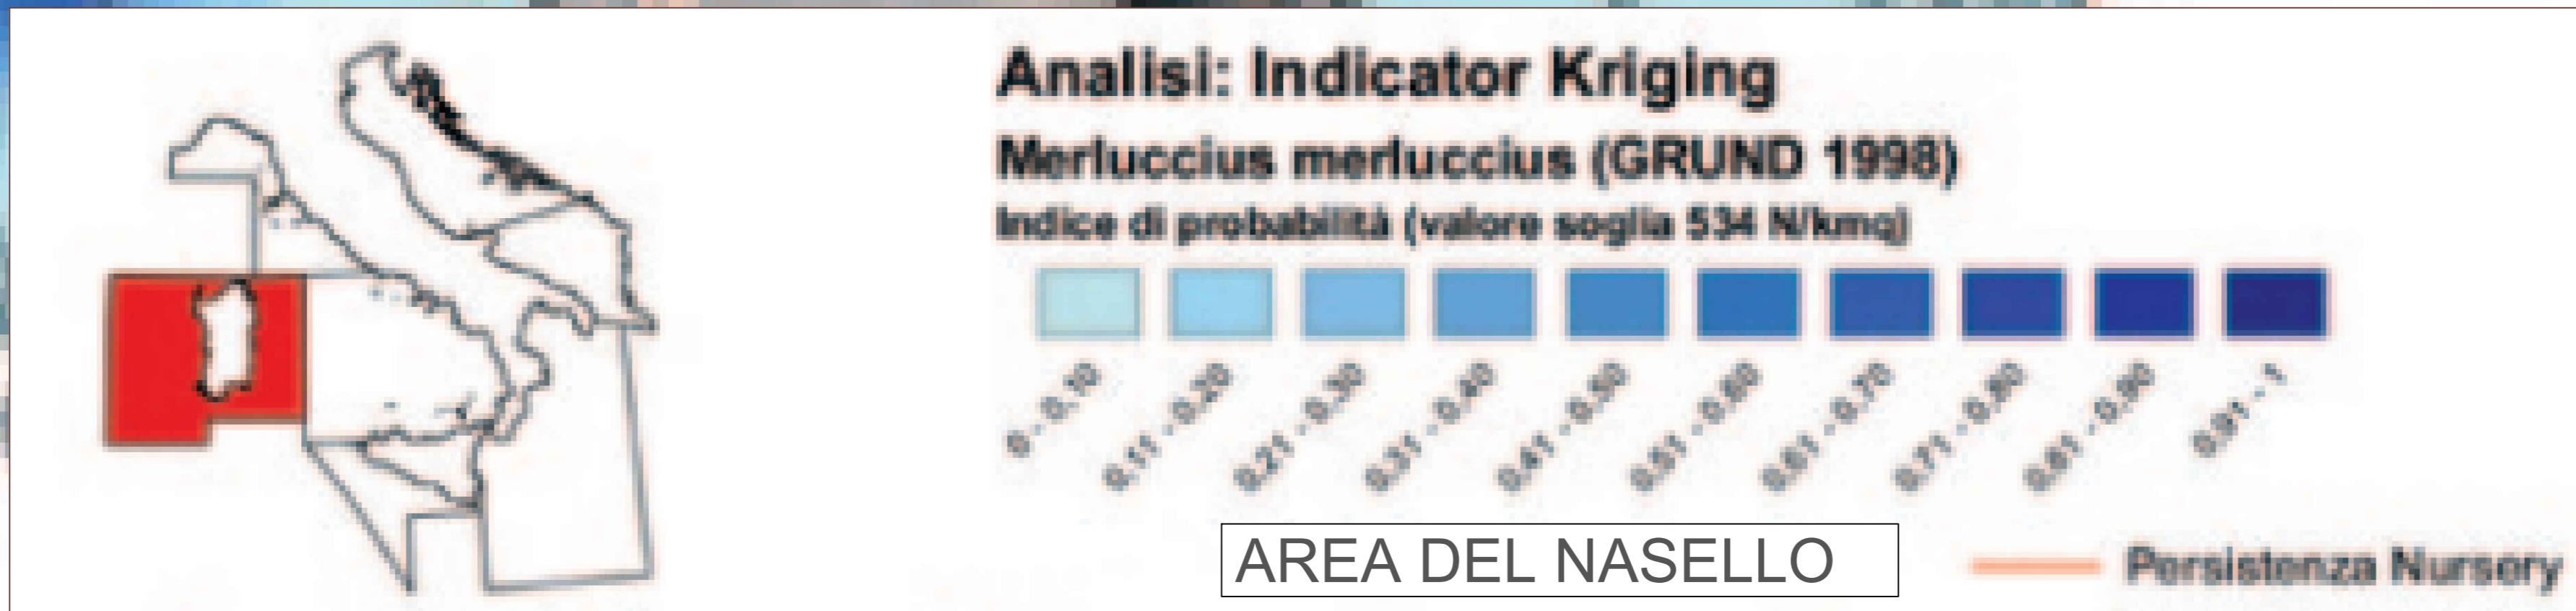 Analisi: Indicator Kriging
Merluccius merluccius (GRUND 1998)
Indice di probabilità (valore soglia 534 N/kmq)
0 - 0,10
0,11 - 0,20
0,21 - 0,30
0,31 - 0,40
0,41 - 0,50
0,51 - 0,60
0,61 - 0,70
0,71 - 0,80
0,81 - 0,90
0,91 - 1
AREA DEL NASELLO
Persistenza Nursery